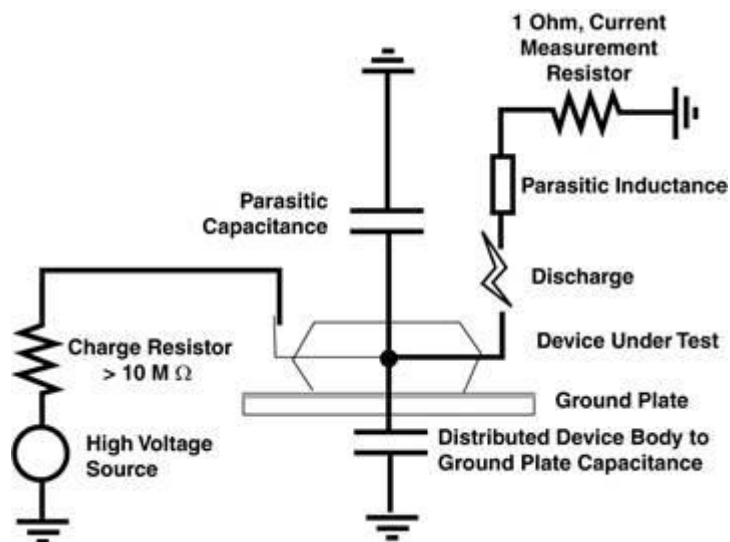 1 Ohm, Current
Measurement
Resistor
Parasitic Inductance
Parasitic
Capacitance
Discharge
Device Under Test
Charge Resistor
> 10 M Ω
Ground Plate
High Voltage
Source
Distributed Device Body to
Ground Plate Capacitance